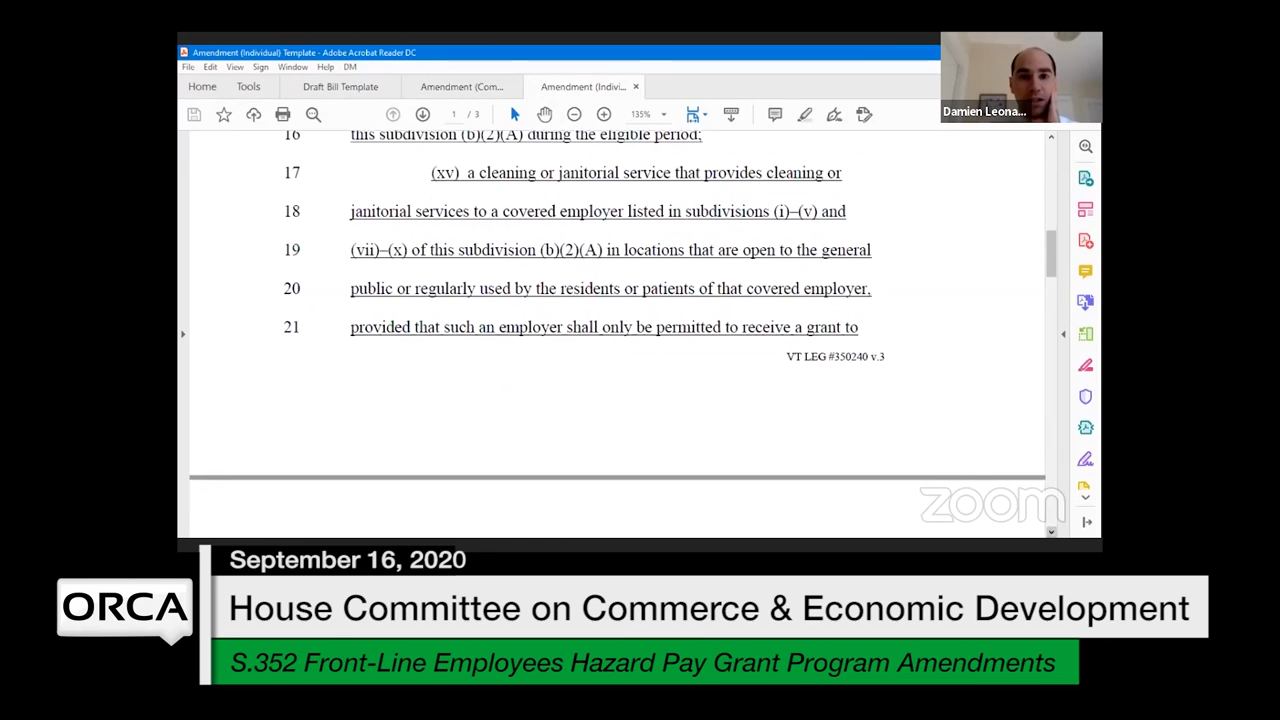 Amendment (Individual) Template - Adobe Acrobat Reader DC
File Edit View Sign Window Help DM
Home Tools Draft Bill Template Amendment (Com... Amendment (Indivi... ×
1 / 3 135%
Damien Leona...
16 this subdivision (b)(2)(A) during the eligible period;
17 (xv) a cleaning or janitorial service that provides cleaning or
18 janitorial services to a covered employer listed in subdivisions (i)–(v) and
19 (vii)–(x) of this subdivision (b)(2)(A) in locations that are open to the general
20 public or regularly used by the residents or patients of that covered employer,
21 provided that such an employer shall only be permitted to receive a grant to
VT LEG #350240 v.3
zoom
September 16, 2020
ORCA
House Committee on Commerce & Economic Development
S.352 Front-Line Employees Hazard Pay Grant Program Amendments